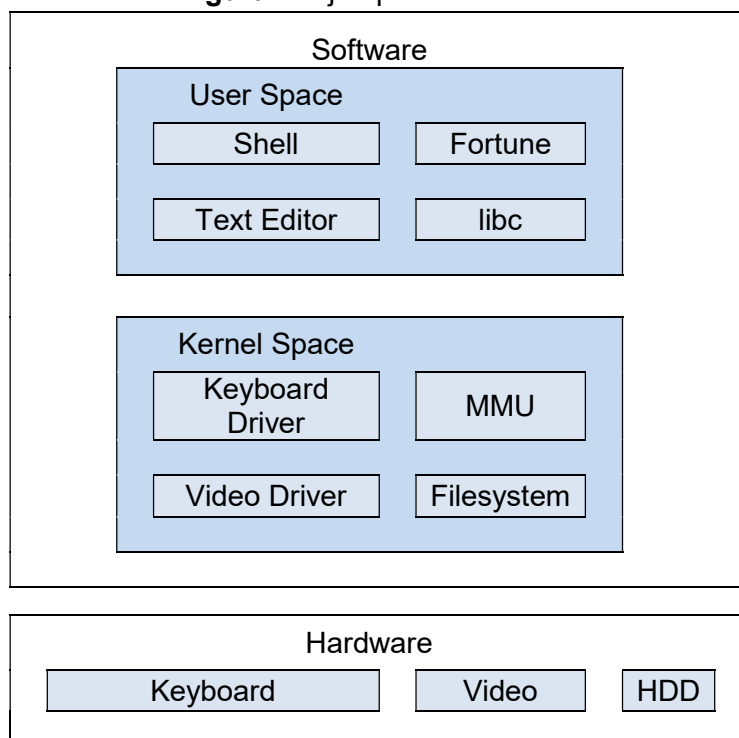 Software
User Space
Shell Fortune
Text Editor libc
Kernel Space
Keyboard
Driver
MMU
Video Driver Filesystem
Hardware
Keyboard Video HDD